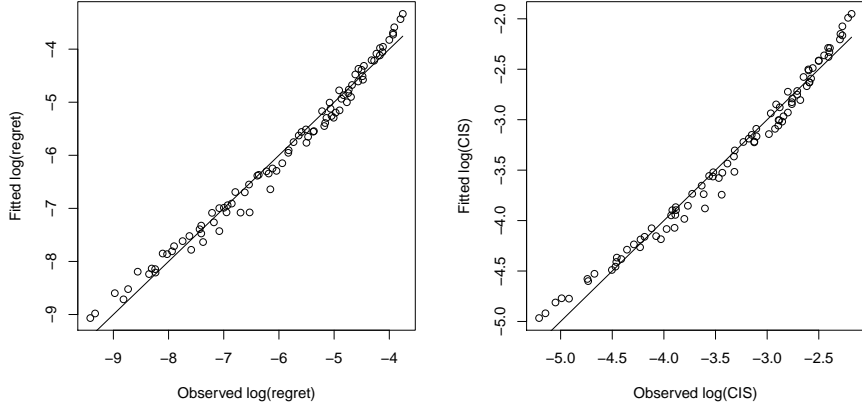 Fitted log(regret)
−4
−5
−6
−7
−8
−9
−9 −8 −7 −6 −5 −4
Observed log(regret)
Fitted log(CIS)
−2.0
−2.5
−3.0
−3.5
−4.0
−4.5
−5.0
−5.0 −4.5 −4.0 −3.5 −3.0 −2.5
Observed log(CIS)